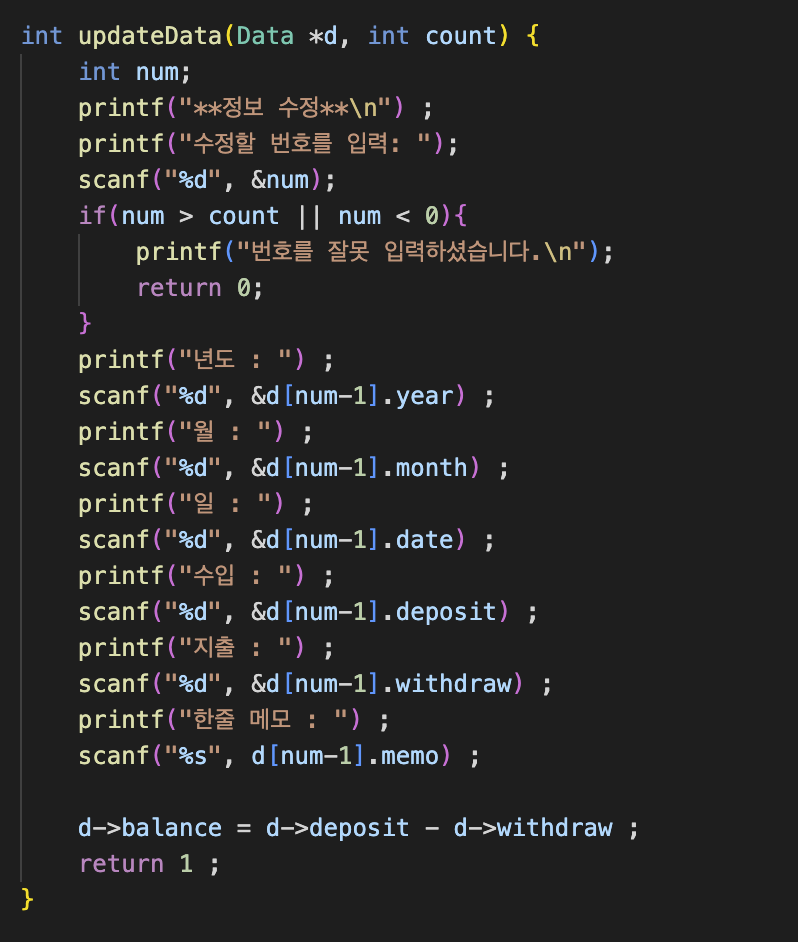 int updateData(Data *d, int count) {
    int num;
    printf("**정보 수정**\n") ;
    printf("수정할 번호를 입력: ");
    scanf("%d", &num);
    if(num > count || num < 0){
        printf("번호를 잘못 입력하셨습니다.\n");
        return 0;
    }
    printf("년도 : ") ;
    scanf("%d", &d[num-1].year) ;
    printf("월 : ") ;
    scanf("%d", &d[num-1].month) ;
    printf("일 : ") ;
    scanf("%d", &d[num-1].date) ;
    printf("수입 : ") ;
    scanf("%d", &d[num-1].deposit) ;
    printf("지출 : ") ;
    scanf("%d", &d[num-1].withdraw) ;
    printf("한줄 메모 : ") ;
    scanf("%s", d[num-1].memo) ;

    d->balance = d->deposit - d->withdraw ;
    return 1 ;
}